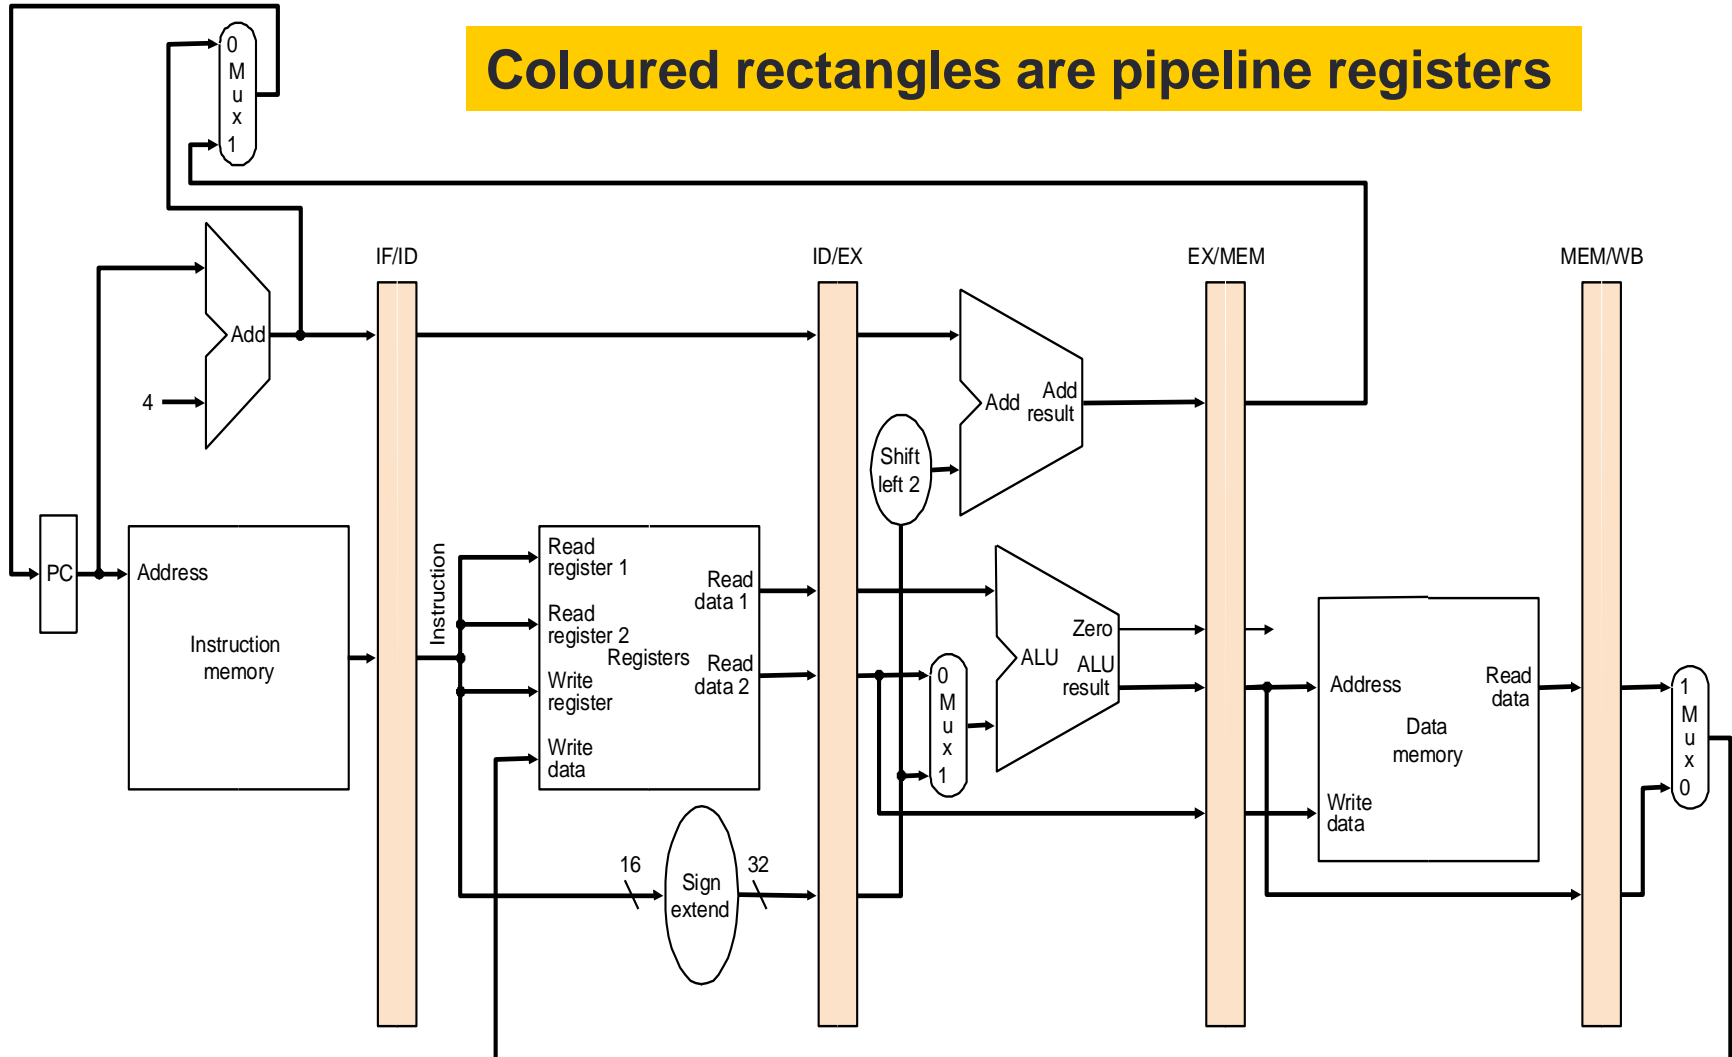 Coloured rectangles are pipeline registers
0
M
u
x
1
IF/ID
ID/EX
EX/MEM
MEM/WB
Add
4
Add
Add
result
Shift
left 2
PC
Address
Instruction
memory
Instruction
Read
register 1
Read
register 2
Registers
Write
register
Write
data
Read
data 1
Read
data 2
16
Sign
extend
32
0
M
u
x
1
ALU
Zero
ALU
result
Address
Data
memory
Write
data
Read
data
1
M
u
x
0